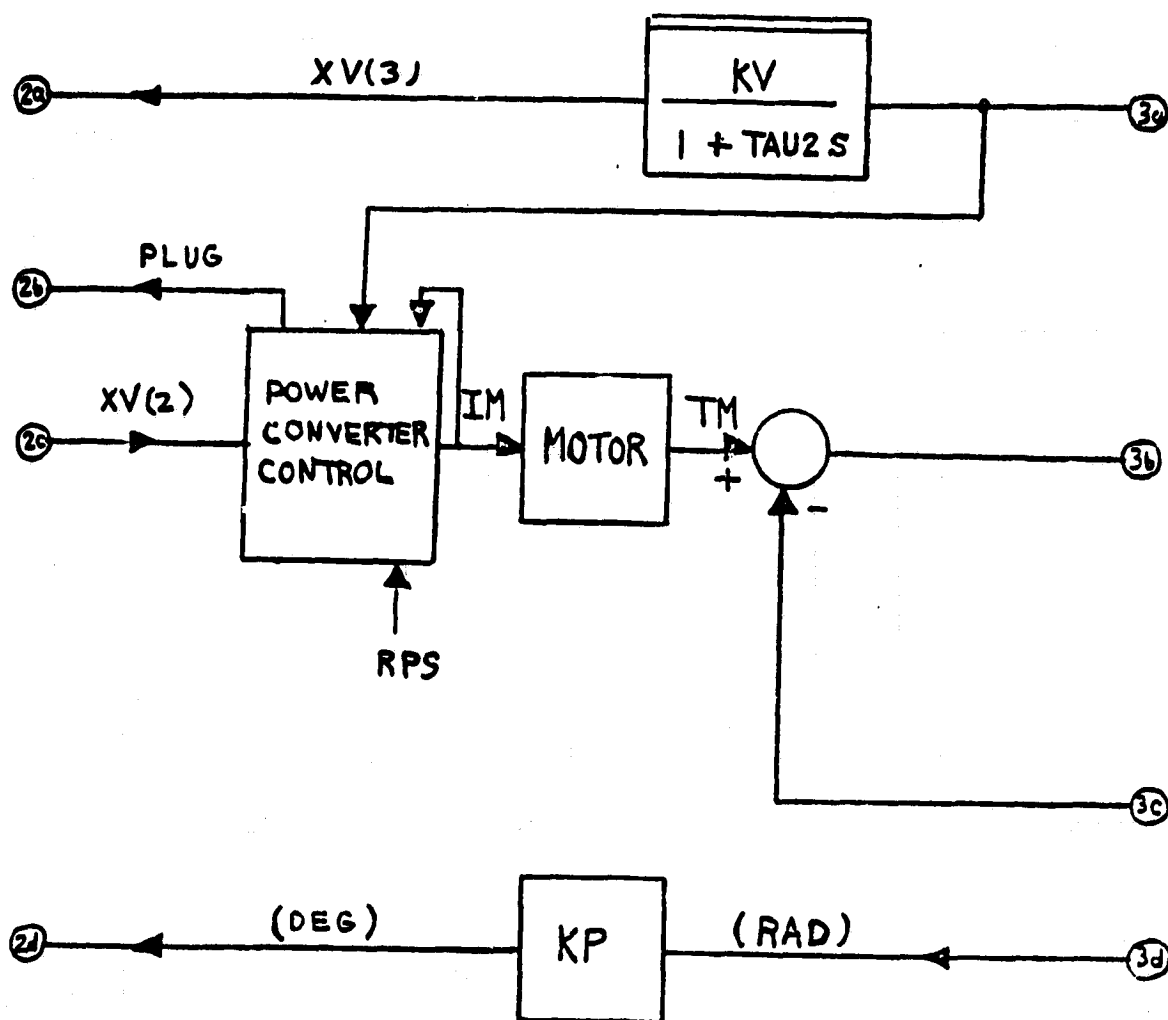 2a
XV(3)
KV
1 + TAU2S
3a
2b
PLUG
2c
XV(2)
POWER
CONVERTER
CONTROL
IM
MOTOR
TM
+
-
3b
RPS
3c
2d
(DEG)
KP
(RAD)
3d